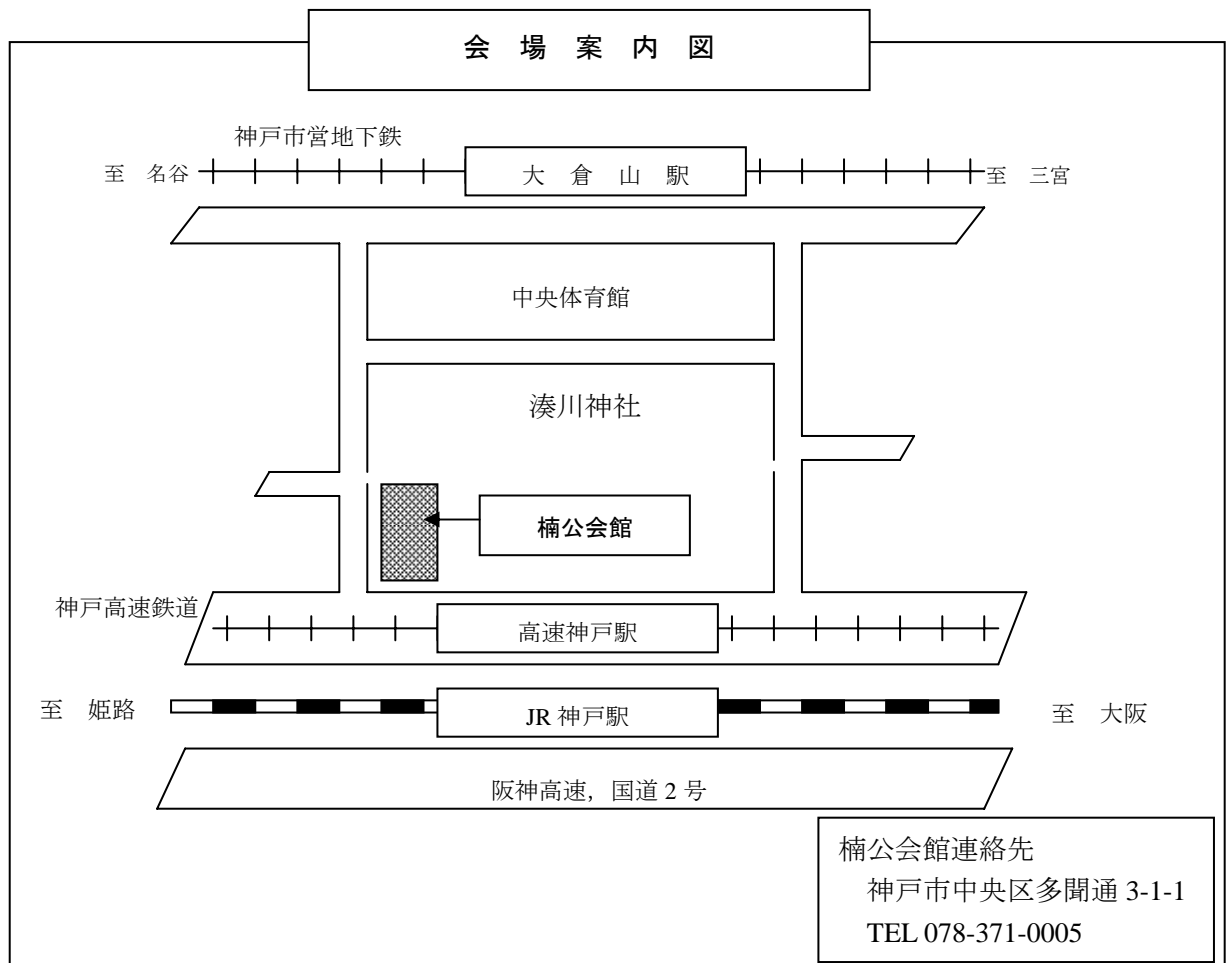 会 場 案 内 図
神戸市営地下鉄
至 名谷
大 倉 山 駅
至 三宮
中央体育館
湊川神社
楠公会館
神戸高速鉄道
高速神戸駅
至 姫路
JR 神戸駅
至 大阪
阪神高速，国道 2 号
楠公会館連絡先
神戸市中央区多聞通 3-1-1
TEL 078-371-0005